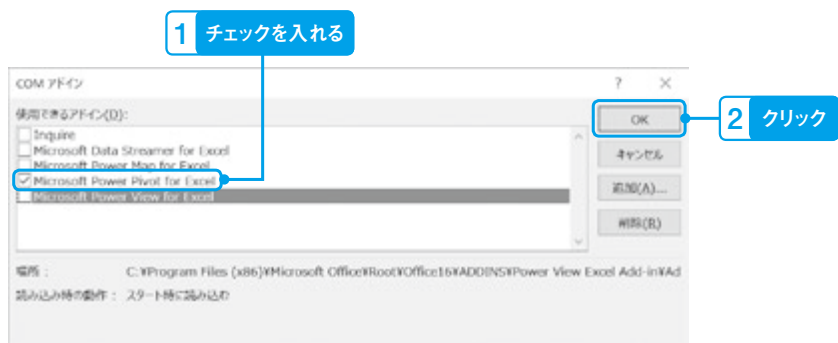 1 チェックを入れる
COM アドイン ? ×
使用できるアドイン(D):
Inquire
Microsoft Data Streamer for Excel
Microsoft Power Map for Excel
Microsoft Power Pivot for Excel
Microsoft Power View for Excel
OK
2 クリック
キャンセル
追加(A)...
削除(R)
場所 : C:¥Program Files (x86)¥Microsoft Office¥Root¥Office16¥ADDINS¥Power View Excel Add-in¥Ad
読み込み時の動作 : スタート時に読み込む